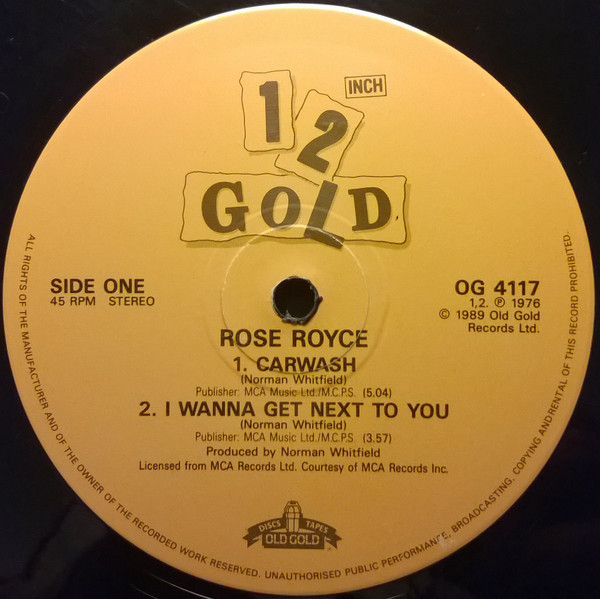 12 INCH
GOLD
SIDE ONE
45 RPM STEREO
OG 4117
1,2. ℗ 1976
© 1989 Old Gold
Records Ltd.
ROSE ROYCE
1. CARWASH
(Norman Whitfield)
Publisher: MCA Music Ltd./M.C.P.S. (5.04)
2. I WANNA GET NEXT TO YOU
(Norman Whitfield)
Publisher: MCA Music Ltd./M.C.P.S. (3.57)
Produced by Norman Whitfield
Licensed from MCA Records Ltd. Courtesy of MCA Records Inc.
DISCS TAPES
OLD GOLD ®
ALL RIGHTS OF THE MANUFACTURER AND OF THE OWNER OF THE RECORDED WORK RESERVED. UNAUTHORISED PUBLIC PERFORMANCE, BROADCASTING, COPYING AND RENTAL OF THIS RECORD PROHIBITED.